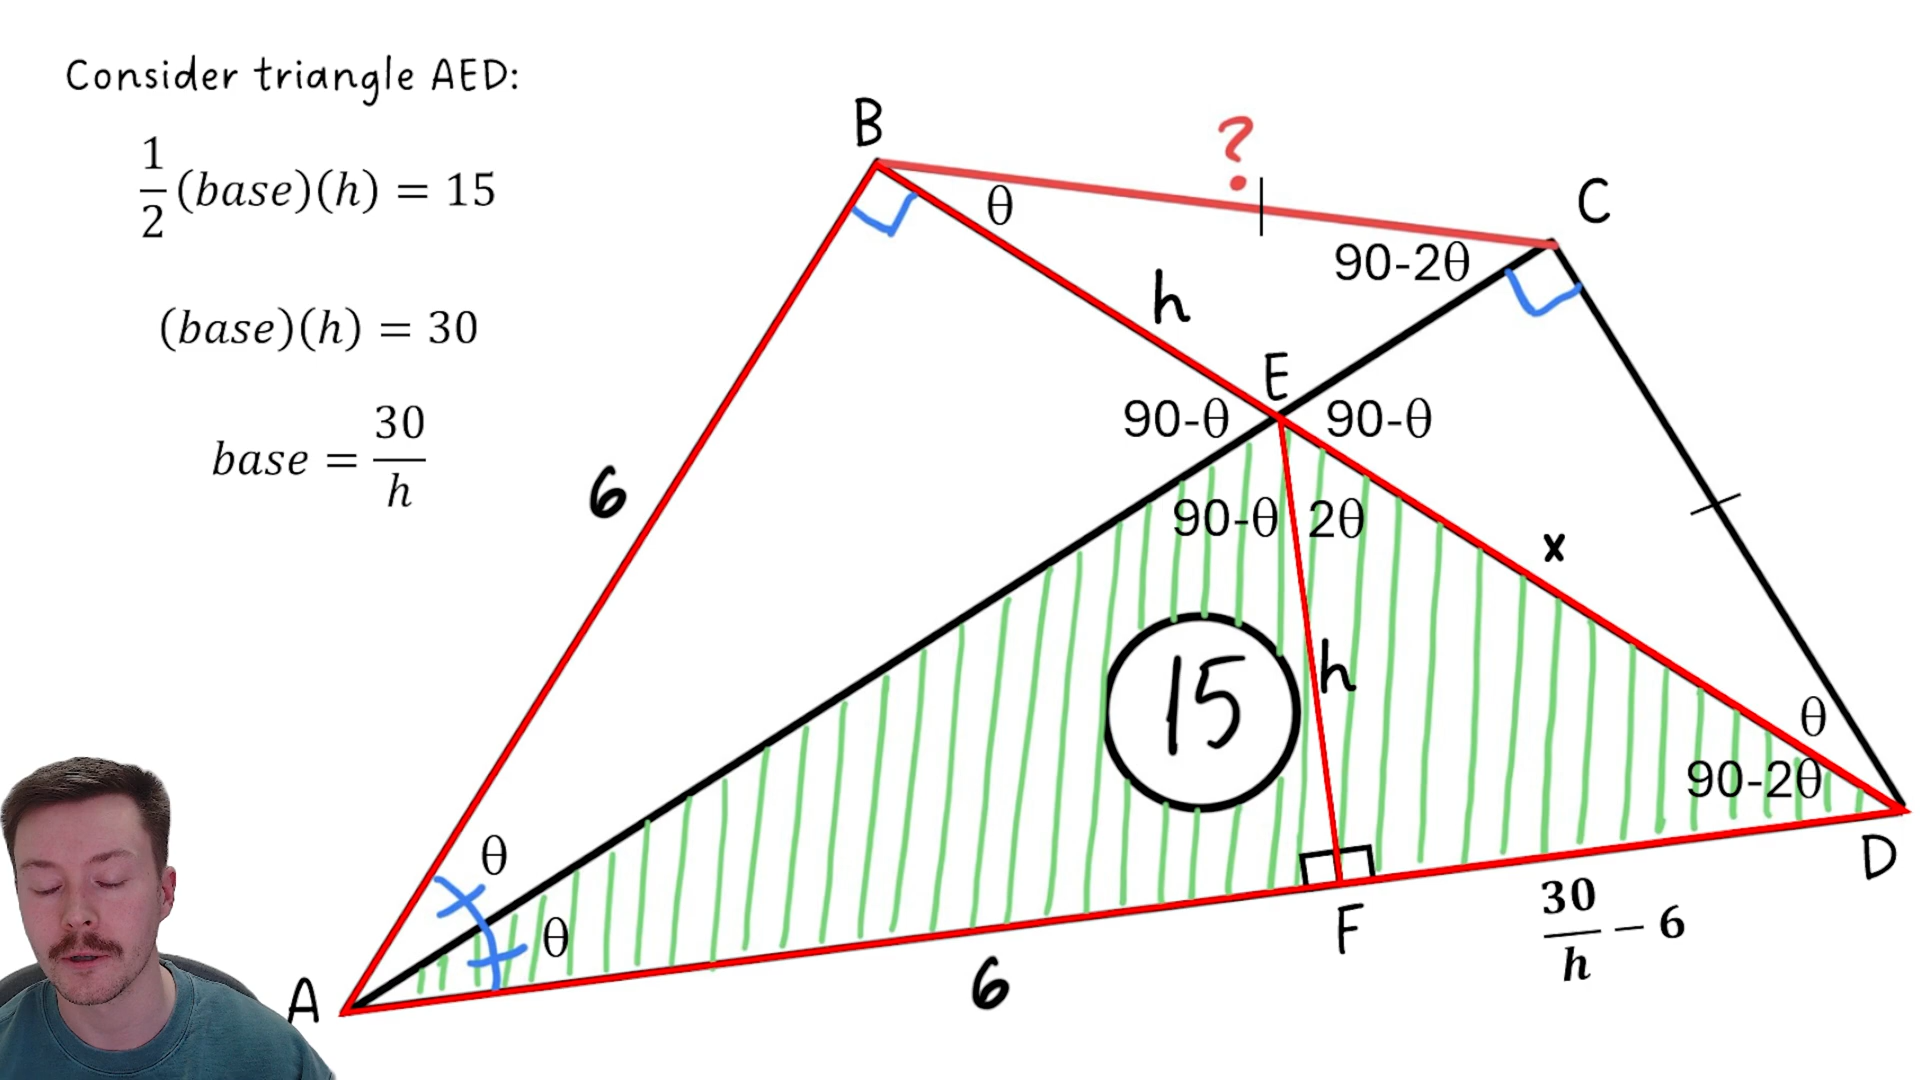 Consider triangle AED:
1/2 (base)(h) = 15
(base)(h) = 30
base = 30/h
B
?
C
θ
90-2θ
h
E
90-θ
90-θ
6
90-θ
2θ
x
15
h
θ
90-2θ
θ
θ
D
A
6
F
30/h - 6